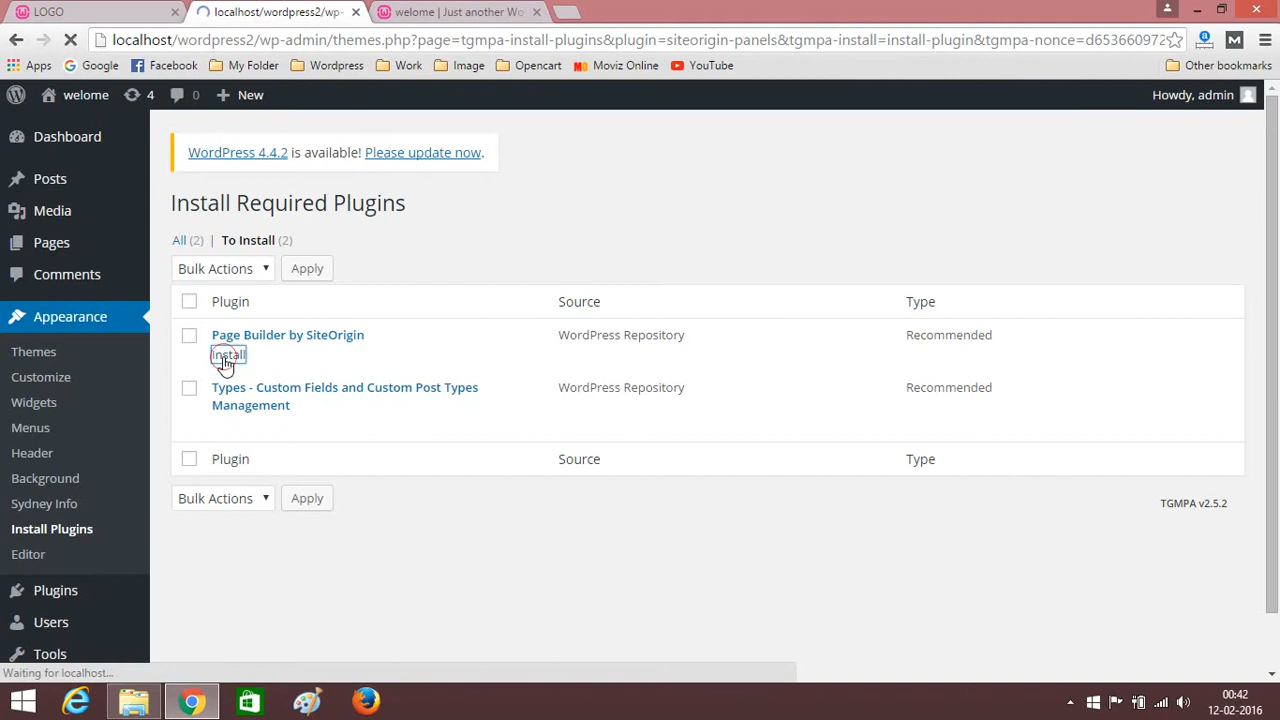 LOGO
localhost/wordpress2/wp-
welome | Just another Wo
localhost/wordpress2/wp-admin/themes.php?page=tgmpa-install-plugins&plugin=siteorigin-panels&tgmpa-install=install-plugin&tgmpa-nonce=d653660972
Apps Google Facebook My Folder Wordpress Work Image Opencart Moviz Online YouTube Other bookmarks
welome 4 0 New Howdy, admin
Dashboard
Posts
Media
Pages
Comments
Appearance
Themes
Customize
Widgets
Menus
Header
Background
Sydney Info
Install Plugins
Editor
Plugins
Users
Tools
WordPress 4.4.2 is available! Please update now.
Install Required Plugins
All (2) | To Install (2)
Bulk Actions Apply
Plugin Source Type
Page Builder by SiteOrigin WordPress Repository Recommended
Install
Types - Custom Fields and Custom Post Types WordPress Repository Recommended
Management
Plugin Source Type
Bulk Actions Apply
TGMPA v2.5.2
Waiting for localhost...
00:42
12-02-2016